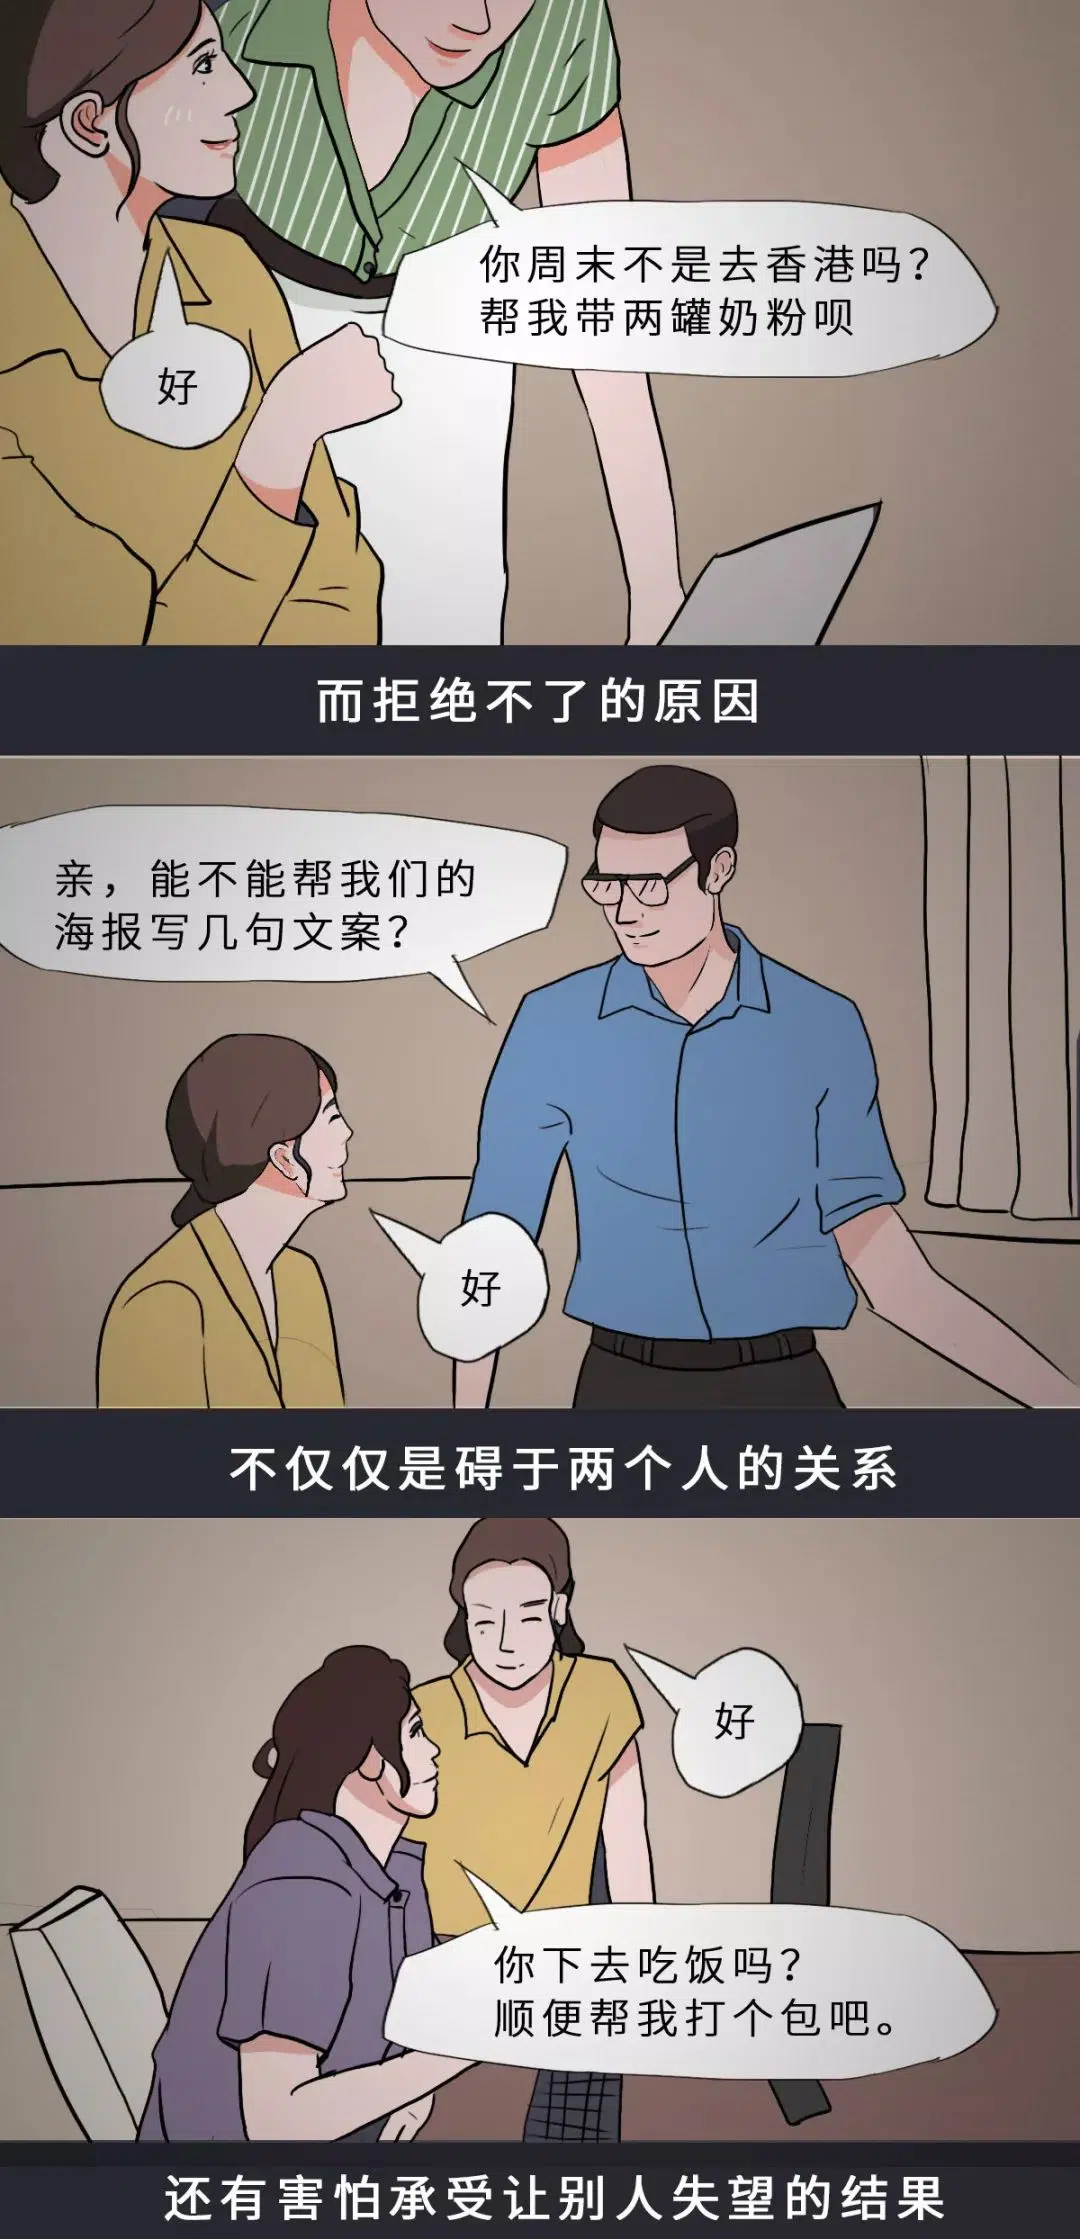 你周末不是去香港吗？
帮我带两罐奶粉呗
好
而拒绝不了的原因
亲，能不能帮我们的
海报写几句文案？
好
不仅仅是碍于两个人的关系
好
你下去吃饭吗？
顺便帮我打个包吧。
还有害怕承受让别人失望的结果